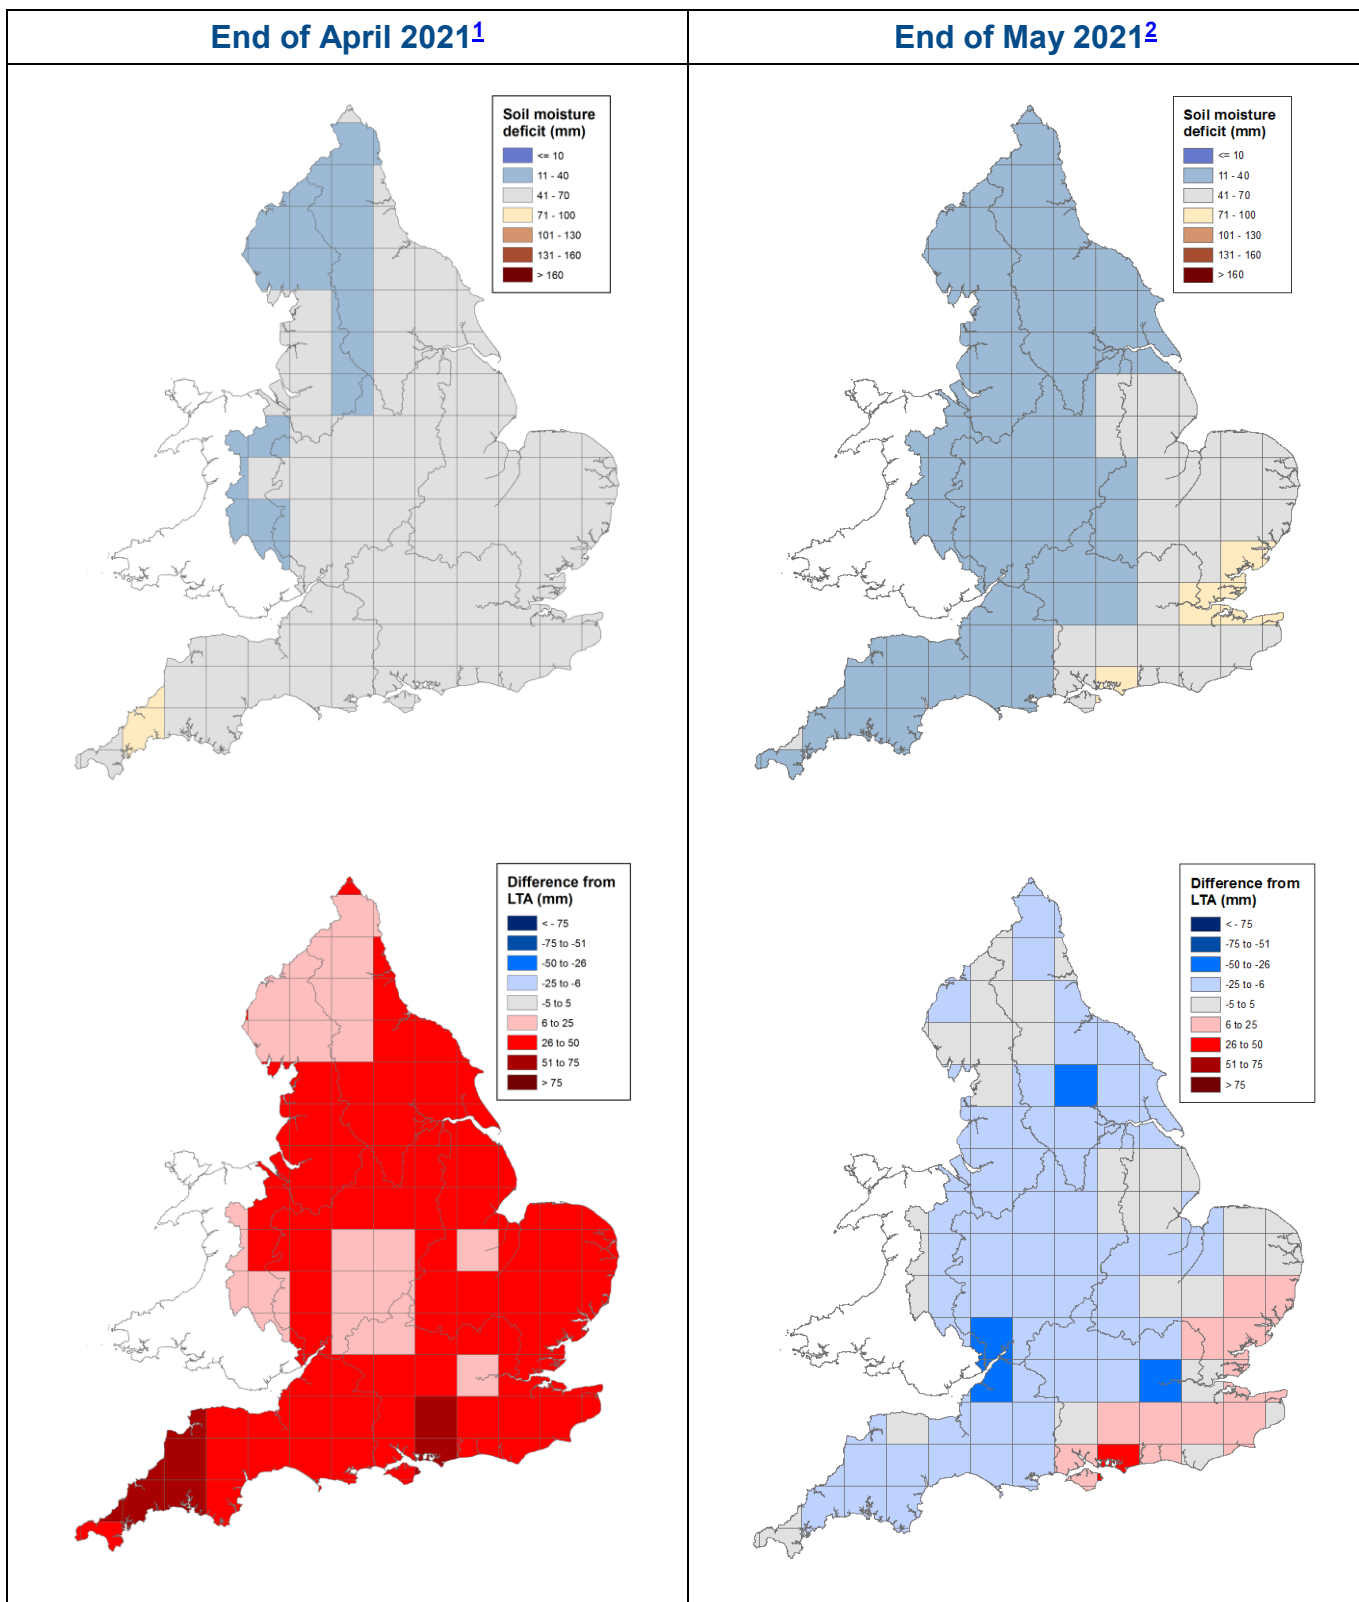 End of April 2021¹
End of May 2021²
Soil moisture
deficit (mm)
<= 10
11 - 40
41 - 70
71 - 100
101 - 130
131 - 160
> 160
Soil moisture
deficit (mm)
<= 10
11 - 40
41 - 70
71 - 100
101 - 130
131 - 160
> 160
Difference from
LTA (mm)
< - 75
-75 to -51
-50 to -26
-25 to -6
-5 to 5
6 to 25
26 to 50
51 to 75
> 75
Difference from
LTA (mm)
< - 75
-75 to -51
-50 to -26
-25 to -6
-5 to 5
6 to 25
26 to 50
51 to 75
> 75